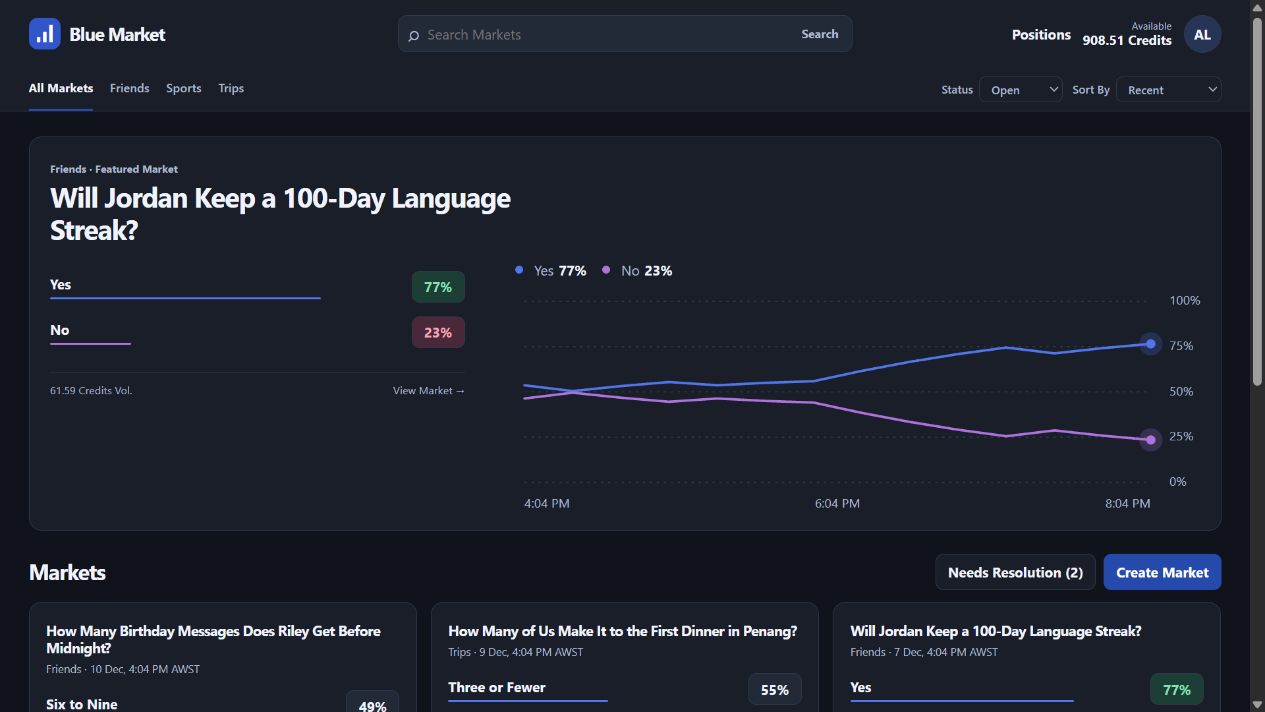 Blue Market
Search Markets
Search
Positions
Available
908.51 Credits
AL
All Markets
Friends
Sports
Trips
Status
Open
Sort By
Recent
Friends · Featured Market
Will Jordan Keep a 100-Day Language
Streak?
Yes
77%
No
23%
61.59 Credits Vol.
View Market →
Yes 77%
No 23%
100%
75%
50%
25%
0%
4:04 PM
6:04 PM
8:04 PM
Markets
Needs Resolution (2)
Create Market
How Many Birthday Messages Does Riley Get Before
Midnight?
Friends · 10 Dec, 4:04 PM AWST
Six to Nine
49%
How Many of Us Make It to the First Dinner in Penang?
Trips · 9 Dec, 4:04 PM AWST
Three or Fewer
55%
Will Jordan Keep a 100-Day Language Streak?
Friends · 7 Dec, 4:04 PM AWST
Yes
77%